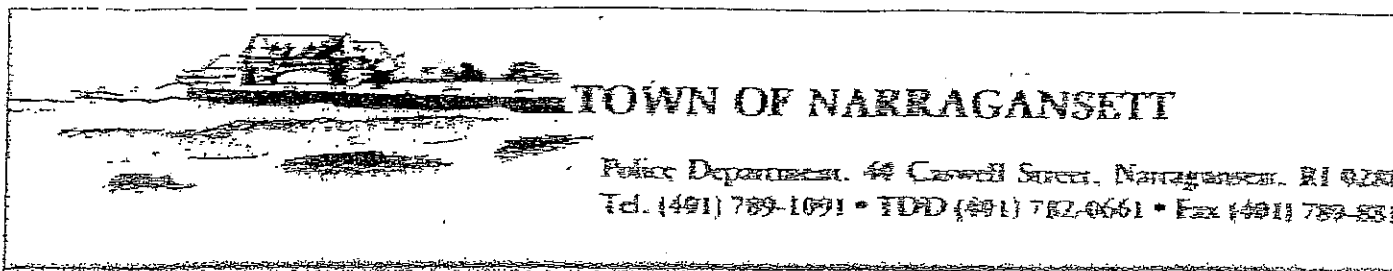 TOWN OF NARRAGANSETT
Police Department, Caswell Street, Narragansett, RI
Tel. (401) 789-1091 • TDD (401) 782-0661 • Fax (401)